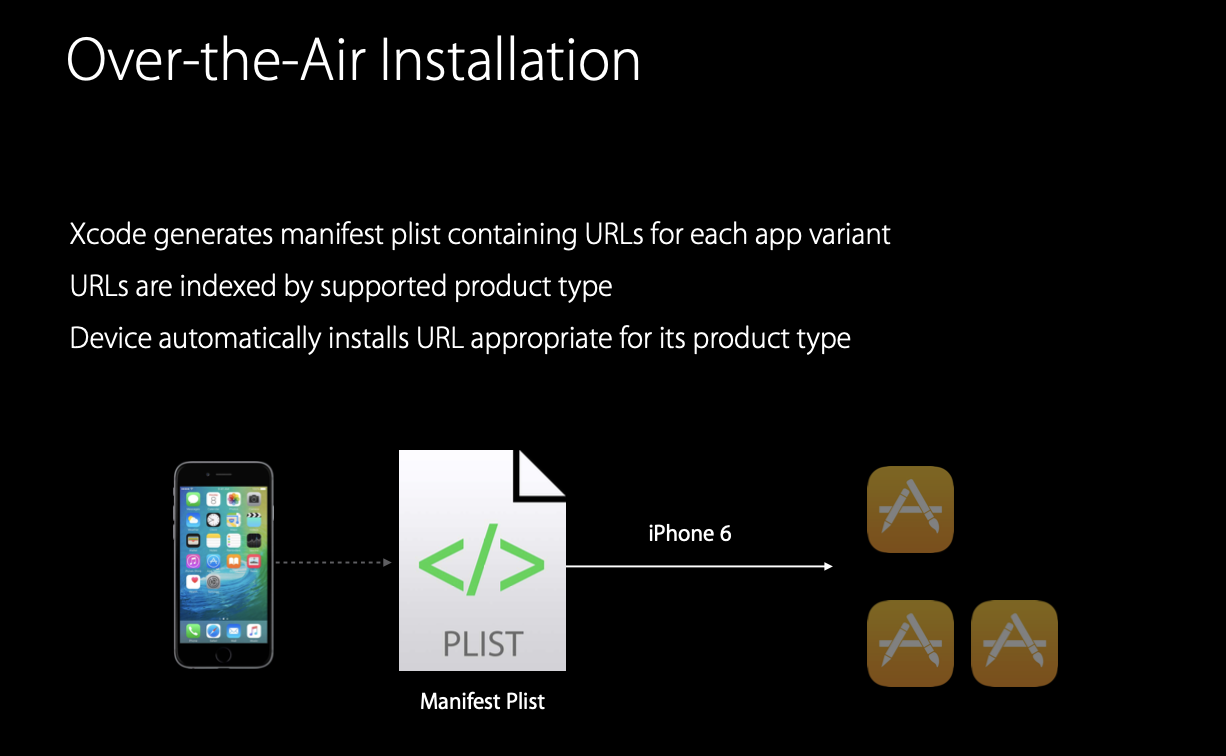 Over-the-Air Installation
Xcode generates manifest plist containing URLs for each app variant
URLs are indexed by supported product type
Device automatically installs URL appropriate for its product type
iPhone 6
</>
PLIST
Manifest Plist